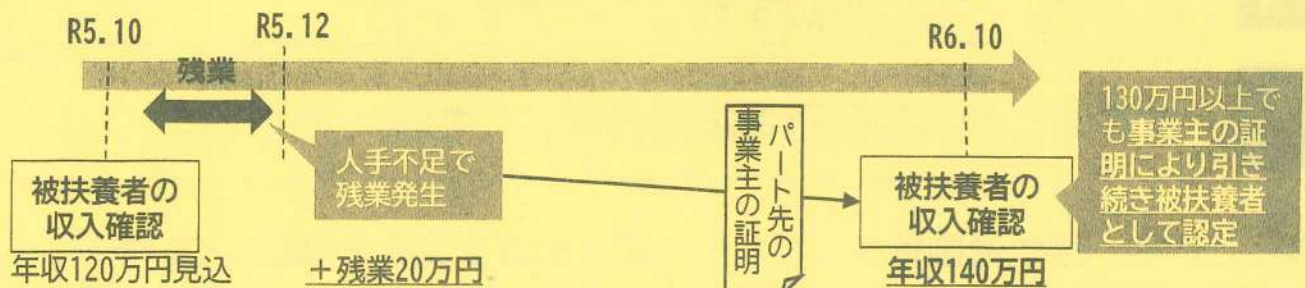 R5.10
R5.12
R6.10
残業
人手不足で
残業発生
パート先の
事業主の証明
130万円以上で
も事業主の証
明により引き
続き被扶養者
として認定
被扶養者の
収入確認
年収120万円見込
＋残業20万円
被扶養者の
収入確認
年収140万円